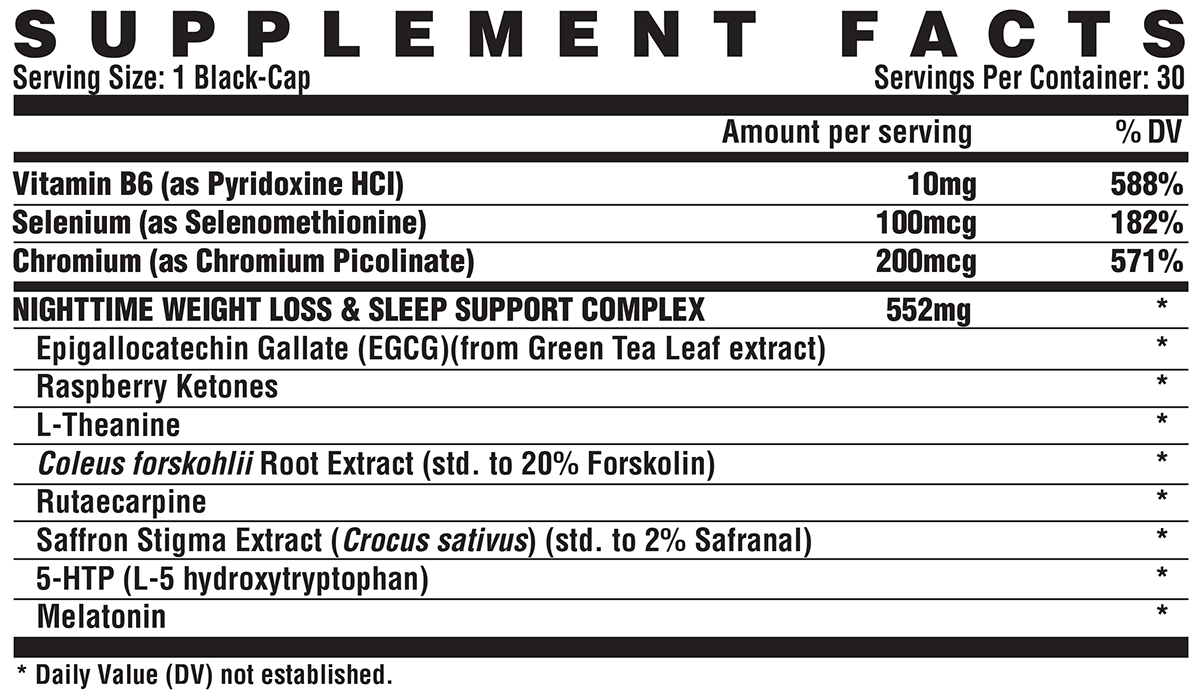 SUPPLEMENT FACTS
Serving Size: 1 Black-Cap Servings Per Container: 30
Amount per serving % DV
Vitamin B6 (as Pyridoxine HCl) 10mg 588%
Selenium (as Selenomethionine) 100mcg 182%
Chromium (as Chromium Picolinate) 200mcg 571%
NIGHTTIME WEIGHT LOSS & SLEEP SUPPORT COMPLEX 552mg *
Epigallocatechin Gallate (EGCG)(from Green Tea Leaf extract) *
Raspberry Ketones *
L-Theanine *
Coleus forskohlii Root Extract (std. to 20% Forskolin) *
Rutaecarpine *
Saffron Stigma Extract (Crocus sativus) (std. to 2% Safranal) *
5-HTP (L-5 hydroxytryptophan) *
Melatonin *
* Daily Value (DV) not established.